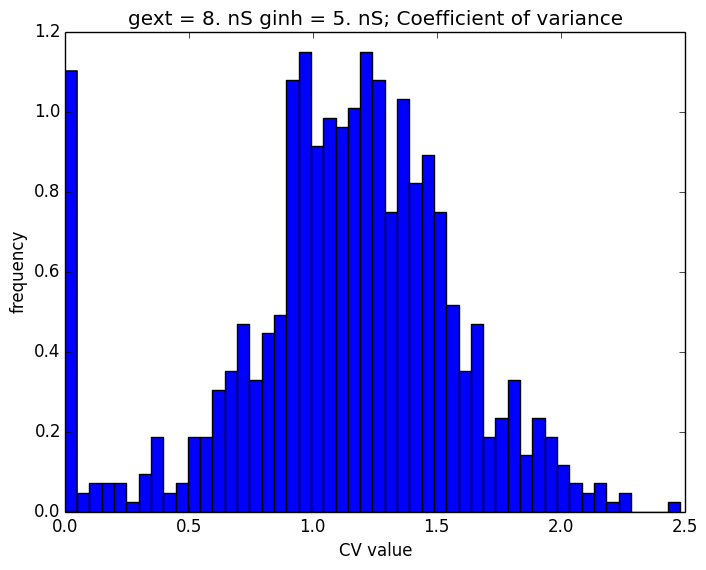 gext = 8. nS ginh = 5. nS; Coefficient of variance
1.2
1.0
0.8
0.6
0.4
0.2
0.0
frequency
0.0 0.5 1.0 1.5 2.0 2.5
CV value